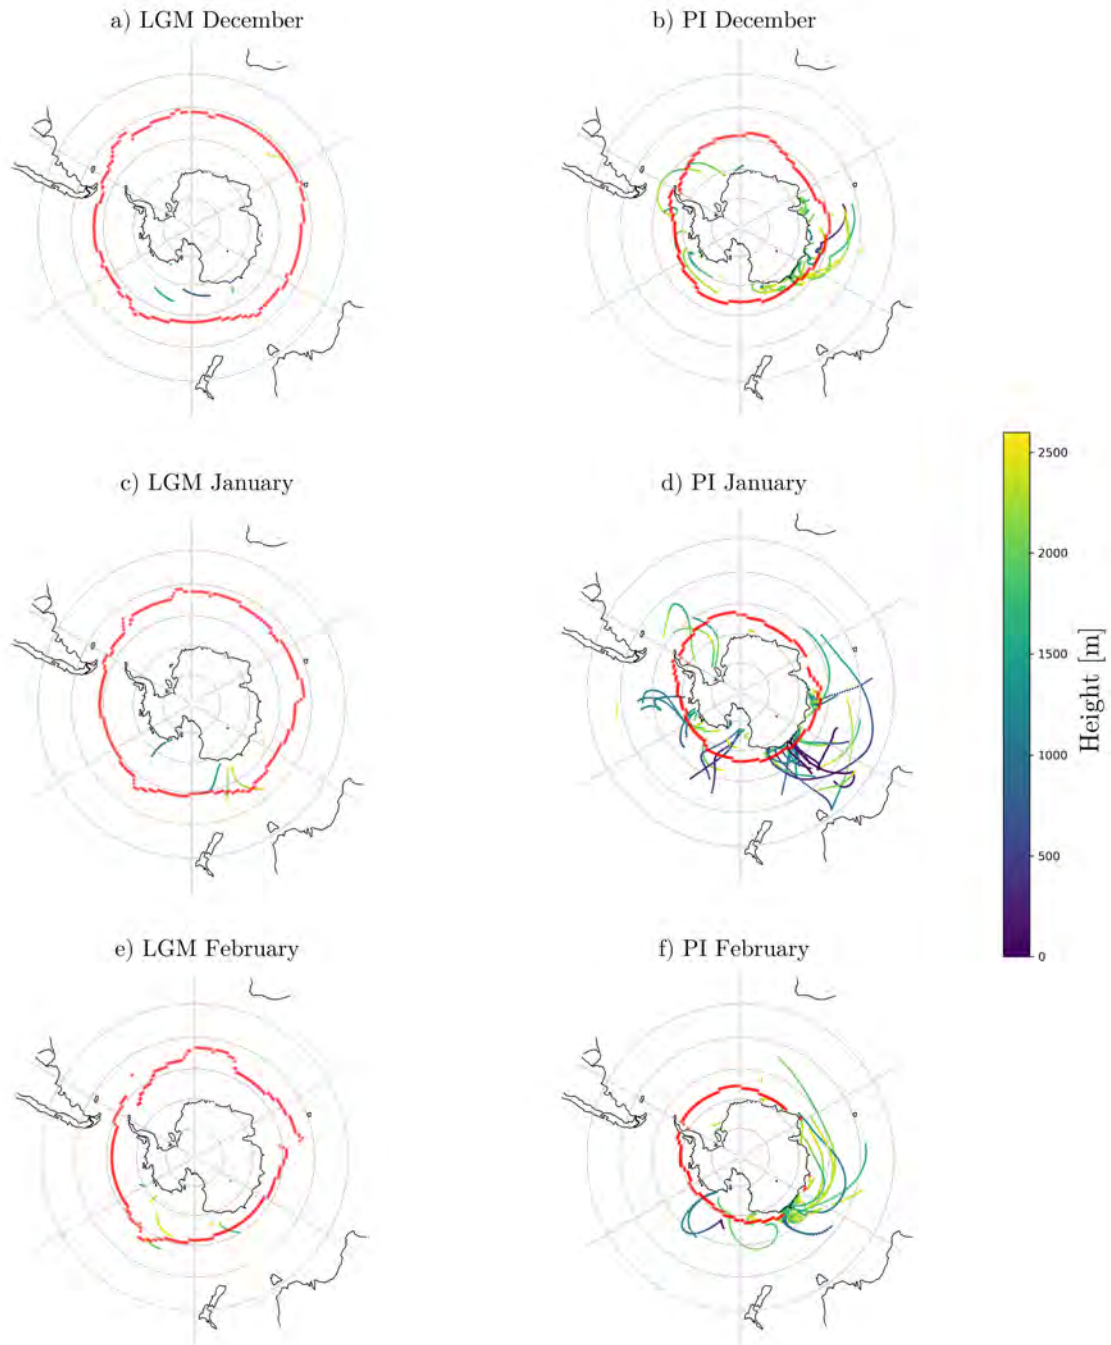 a) LGM December
b) PI December
c) LGM January
d) PI January
2500
2000
1500
1000
500
0
Height [m]
e) LGM February
f) PI February